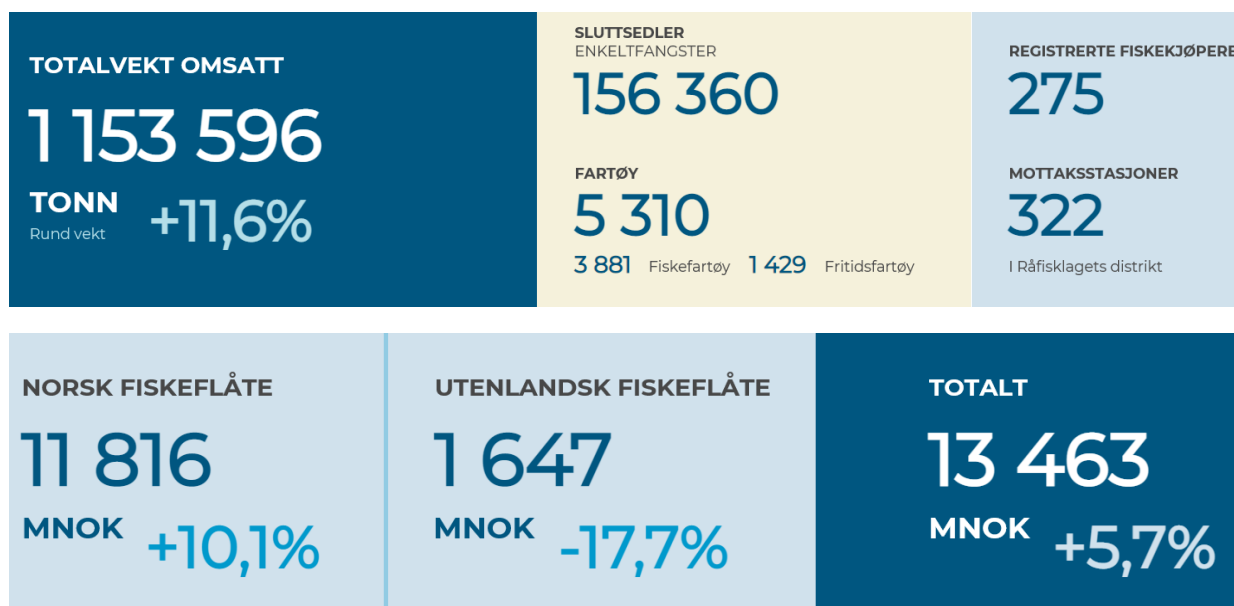 TOTALVEKT OMSATT
1 153 596
TONN
Rund vekt
+11,6%
SLUTTSEDLER
ENKELTFANGSTER
156 360
FARTØY
5 310
3 881 Fiskefartøy 1 429 Fritidsfartøy
REGISTRERTE FISKEKJØPERE
275
MOTTAKSSTASJONER
322
I Råfisklagets distrikt
NORSK FISKEFLÅTE
11 816
MNOK +10,1%
UTENLANDSK FISKEFLÅTE
1 647
MNOK -17,7%
TOTALT
13 463
MNOK +5,7%